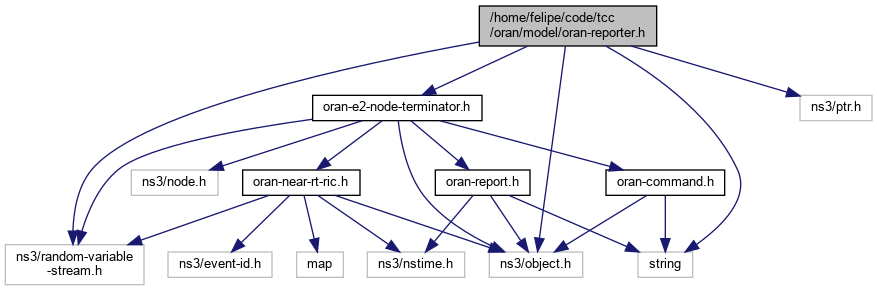 /home/felipe/code/tcc
/oran/model/oran-reporter.h
oran-e2-node-terminator.h
ns3/ptr.h
ns3/node.h
oran-near-rt-ric.h
oran-report.h
oran-command.h
ns3/random-variable
-stream.h
ns3/event-id.h
map
ns3/nstime.h
ns3/object.h
string